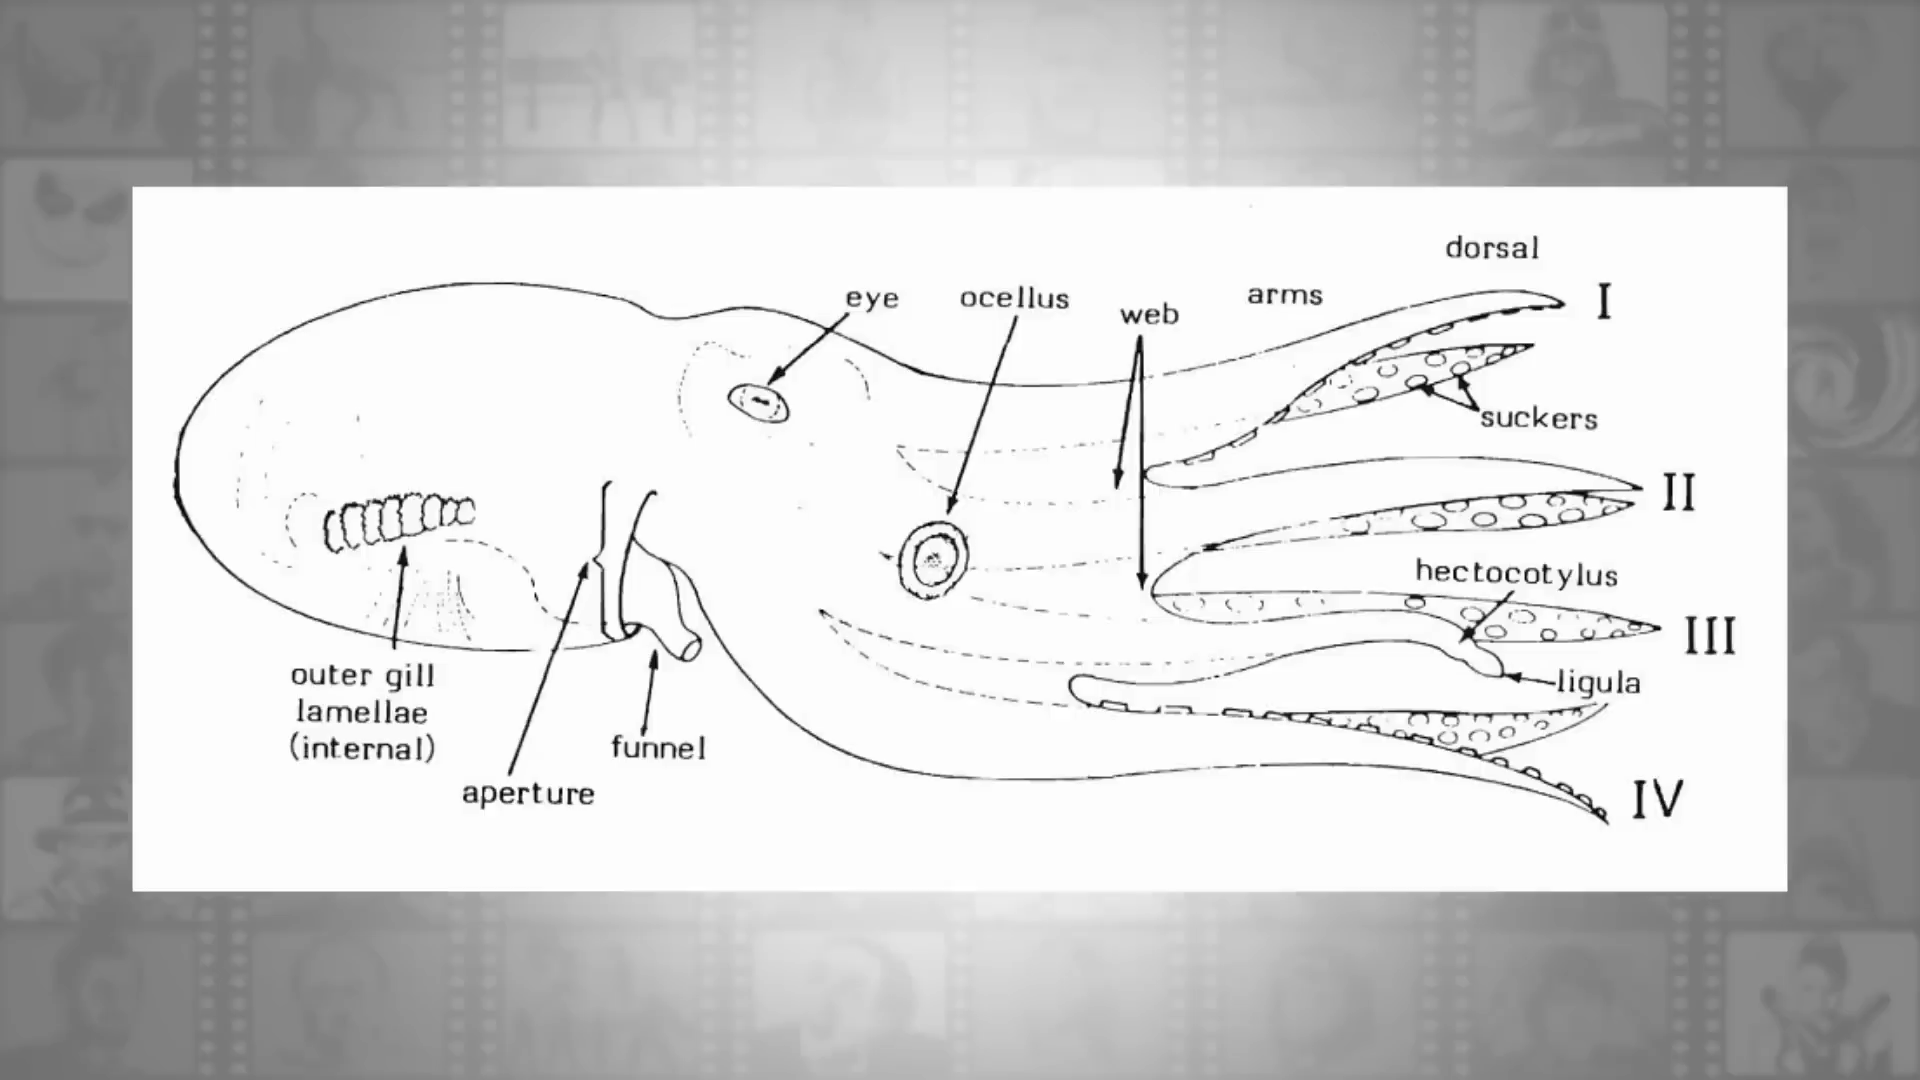 dorsal
eye
ocellus
web
arms
I
suckers
II
hectocotylus
III
ligula
outer gill
lamellae
(internal)
aperture
funnel
IV